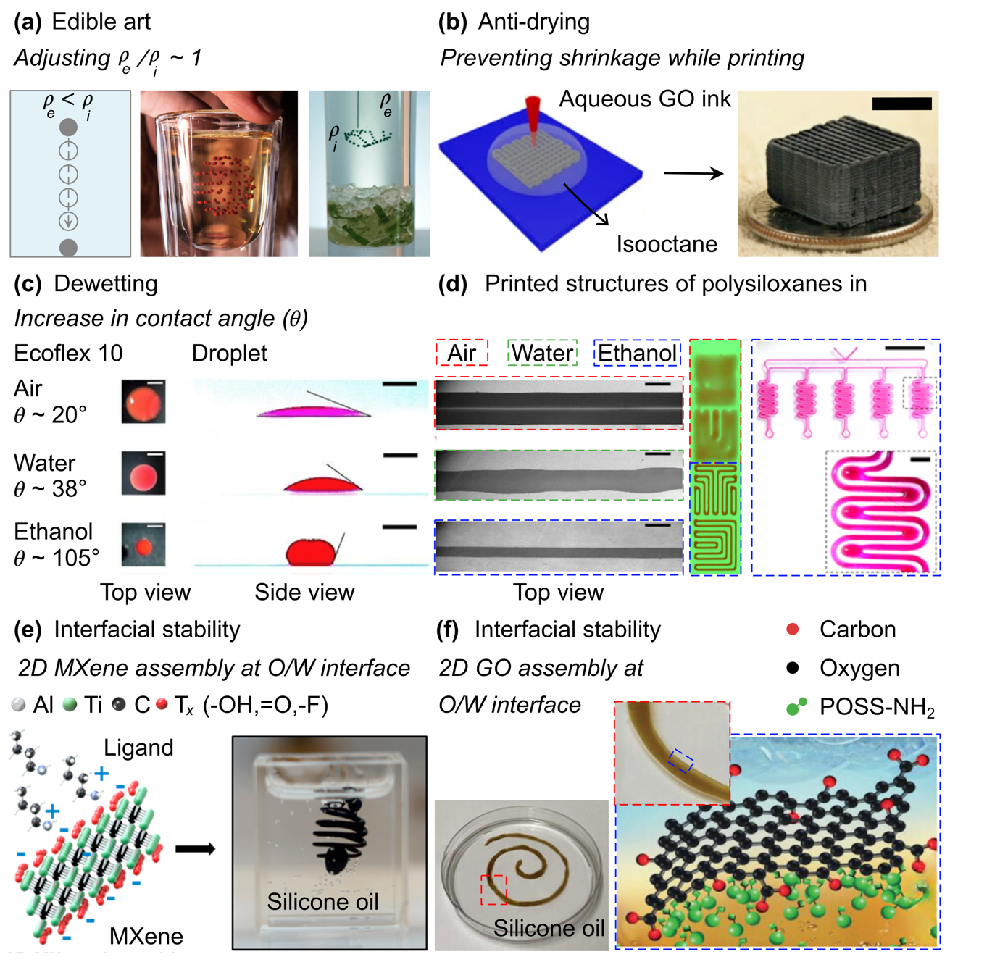 (a) Edible art
Adjusting ρe/ρi ~ 1
ρe < ρi
ρe
ρi
(b) Anti-drying
Preventing shrinkage while printing
Aqueous GO ink
Isooctane
(c) Dewetting
Increase in contact angle (θ)
Ecoflex 10
Droplet
Air
θ ~ 20°
Water
θ ~ 38°
Ethanol
θ ~ 105°
Top view
Side view
(d) Printed structures of polysiloxanes in
Air
Water
Ethanol
Top view
(e) Interfacial stability
2D MXene assembly at O/W interface
Al Ti C Tx (-OH,=O,-F)
Ligand
+
-
+
-
-
-
-
-
-
-
MXene
Silicone oil
(f) Interfacial stability
2D GO assembly at
O/W interface
Carbon
Oxygen
POSS-NH2
Silicone oil